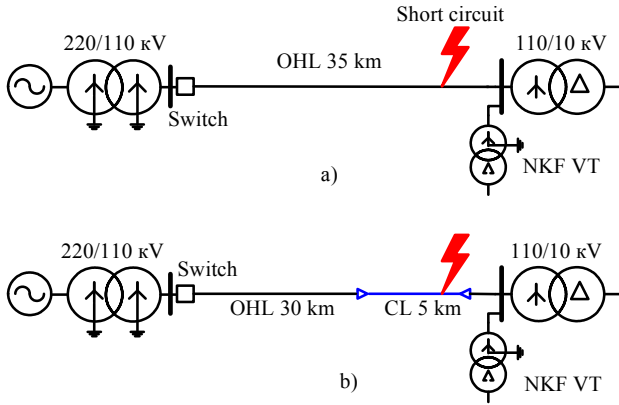 Short circuit
220/110 кV
OHL 35 km
110/10 кV
Switch
NKF VT
a)
220/110 кV
Switch
110/10 кV
OHL 30 km
CL 5 km
NKF VT
b)